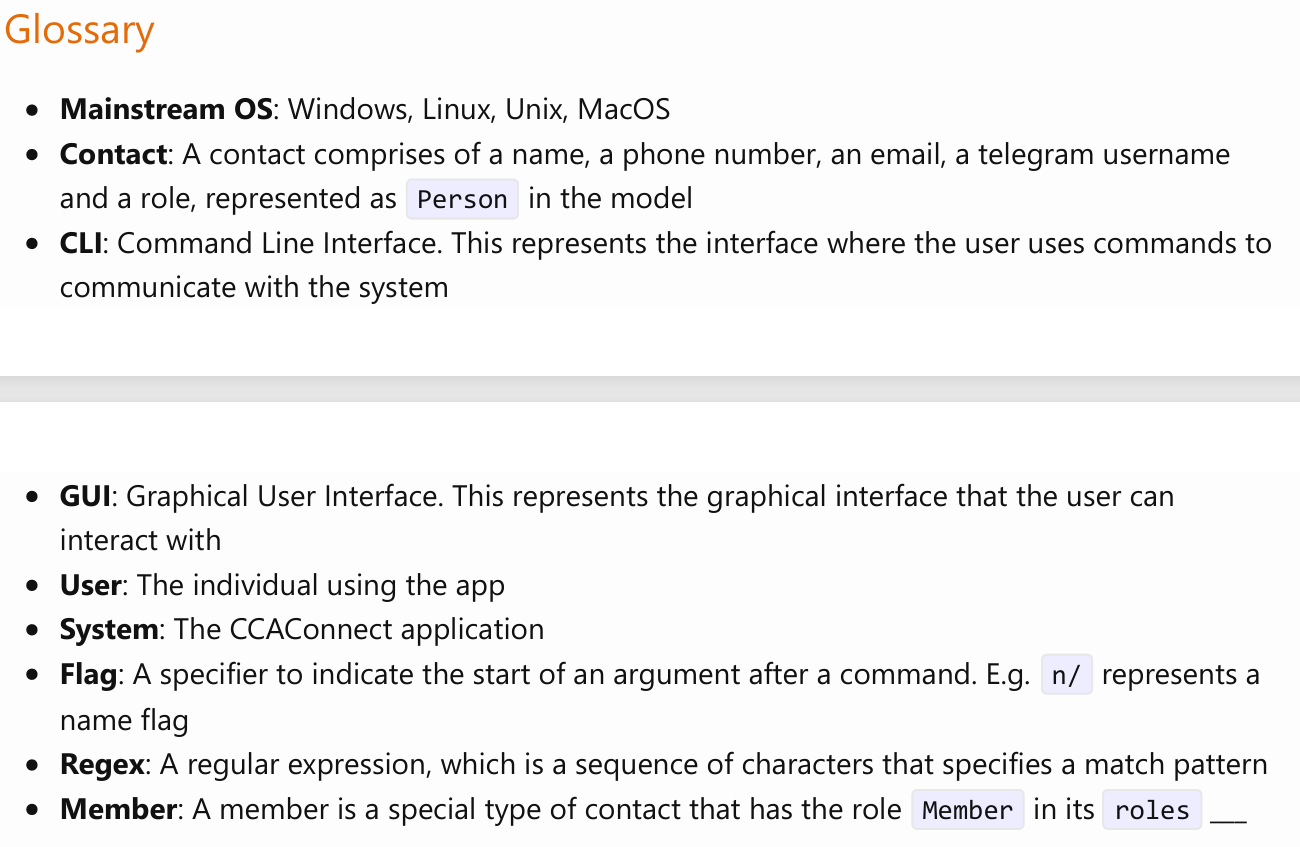 Glossary
• Mainstream OS: Windows, Linux, Unix, MacOS
• Contact: A contact comprises of a name, a phone number, an email, a telegram username
and a role, represented as Person in the model
• CLI: Command Line Interface. This represents the interface where the user uses commands to
communicate with the system
• GUI: Graphical User Interface. This represents the graphical interface that the user can
interact with
• User: The individual using the app
• System: The CCAConnect application
• Flag: A specifier to indicate the start of an argument after a command. E.g. n/ represents a
name flag
• Regex: A regular expression, which is a sequence of characters that specifies a match pattern
• Member: A member is a special type of contact that has the role Member in its roles ___